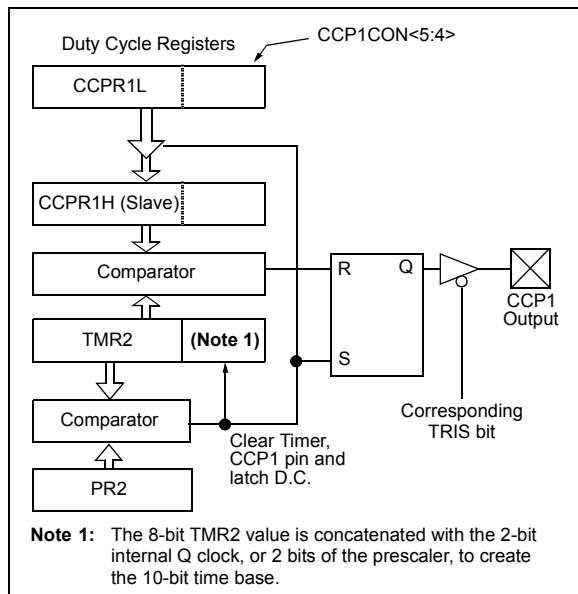 Duty Cycle Registers
CCP1CON<5:4>
CCPR1L
CCPR1H (Slave)
Comparator
R
Q
CCP1
Output
TMR2
(Note 1)
S
Comparator
Clear Timer,
CCP1 pin and
latch D.C.
Corresponding
TRIS bit
PR2
Note 1: The 8-bit TMR2 value is concatenated with the 2-bit
internal Q clock, or 2 bits of the prescaler, to create
the 10-bit time base.